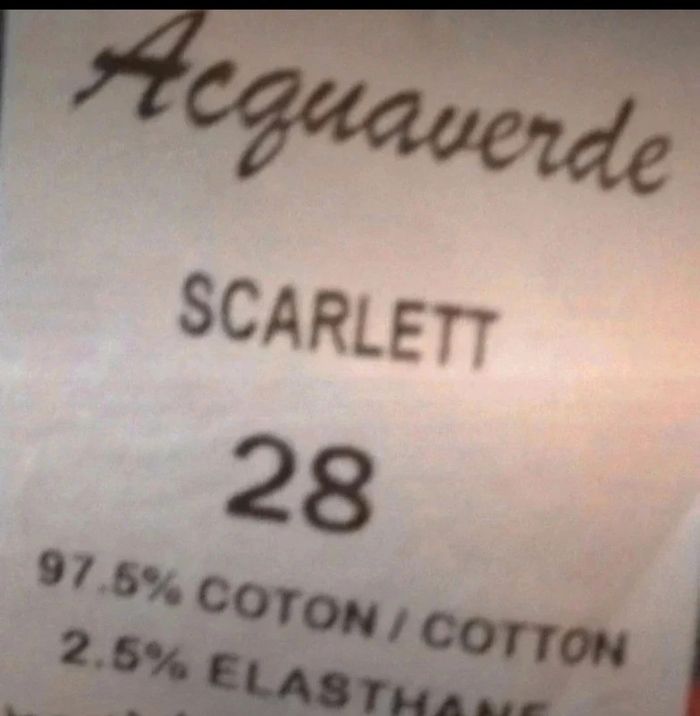 Acquaverde
SCARLETT
28
97.5% COTON / COTTON
2.5% ELASTHANE